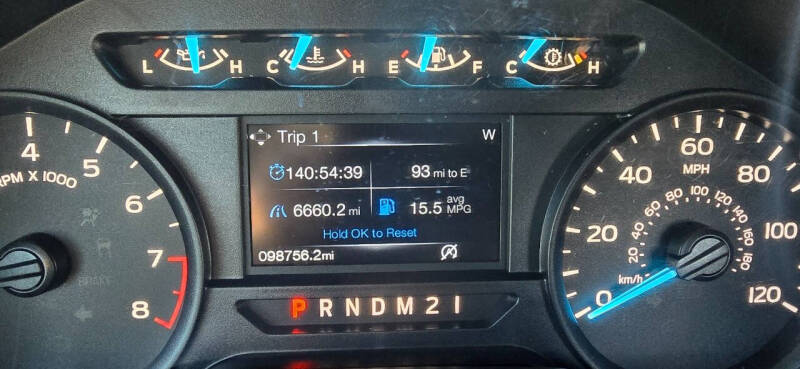 L H C H E F C H
Trip 1 W
140:54:39 93 mi to E
6660.2 mi 15.5 avg MPG
Hold OK to Reset
098756.2mi
P R N D M 2 1
RPM X 1000
4 5 6 7 8
BRAKE
0 20 40 60 80 100 120
MPH
km/h
20 40 60 80 100 120 140 160 180